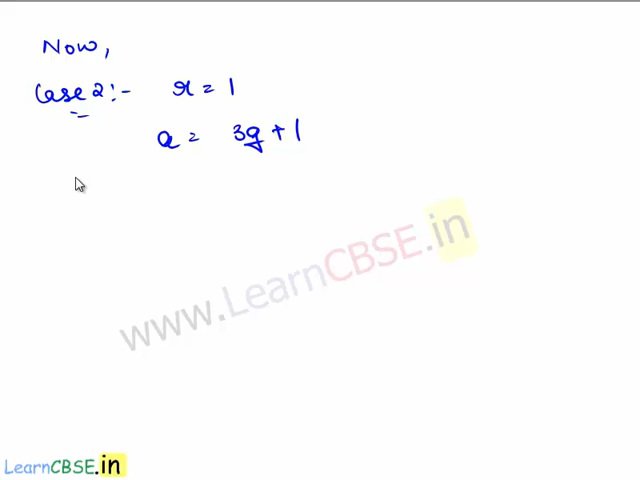 Now,
Case 2:- r = 1
a = 3q + 1
www.LearnCBSE.in
LearnCBSE.in